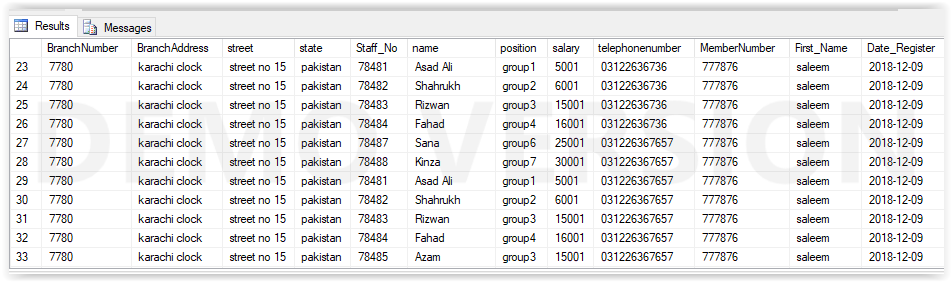 Results Messages
BranchNumber BranchAddress street state Staff_No name position salary telephonenumber MemberNumber First_Name Date_Register
23 7780 karachi clock street no 15 pakistan 78481 Asad Ali group1 5001 03122636736 777876 saleem 2018-12-09
24 7780 karachi clock street no 15 pakistan 78482 Shahrukh group2 6001 03122636736 777876 saleem 2018-12-09
25 7780 karachi clock street no 15 pakistan 78483 Rizwan group3 15001 03122636736 777876 saleem 2018-12-09
26 7780 karachi clock street no 15 pakistan 78484 Fahad group4 16001 03122636736 777876 saleem 2018-12-09
27 7780 karachi clock street no 15 pakistan 78487 Sana group6 25001 031226367657 777876 saleem 2018-12-09
28 7780 karachi clock street no 15 pakistan 78488 Kinza group7 30001 031226367657 777876 saleem 2018-12-09
29 7780 karachi clock street no 15 pakistan 78481 Asad Ali group1 5001 031226367657 777876 saleem 2018-12-09
30 7780 karachi clock street no 15 pakistan 78482 Shahrukh group2 6001 031226367657 777876 saleem 2018-12-09
31 7780 karachi clock street no 15 pakistan 78483 Rizwan group3 15001 031226367657 777876 saleem 2018-12-09
32 7780 karachi clock street no 15 pakistan 78484 Fahad group4 16001 031226367657 777876 saleem 2018-12-09
33 7780 karachi clock street no 15 pakistan 78485 Azam group3 15001 031226367657 777876 saleem 2018-12-09
DEMO VERSION